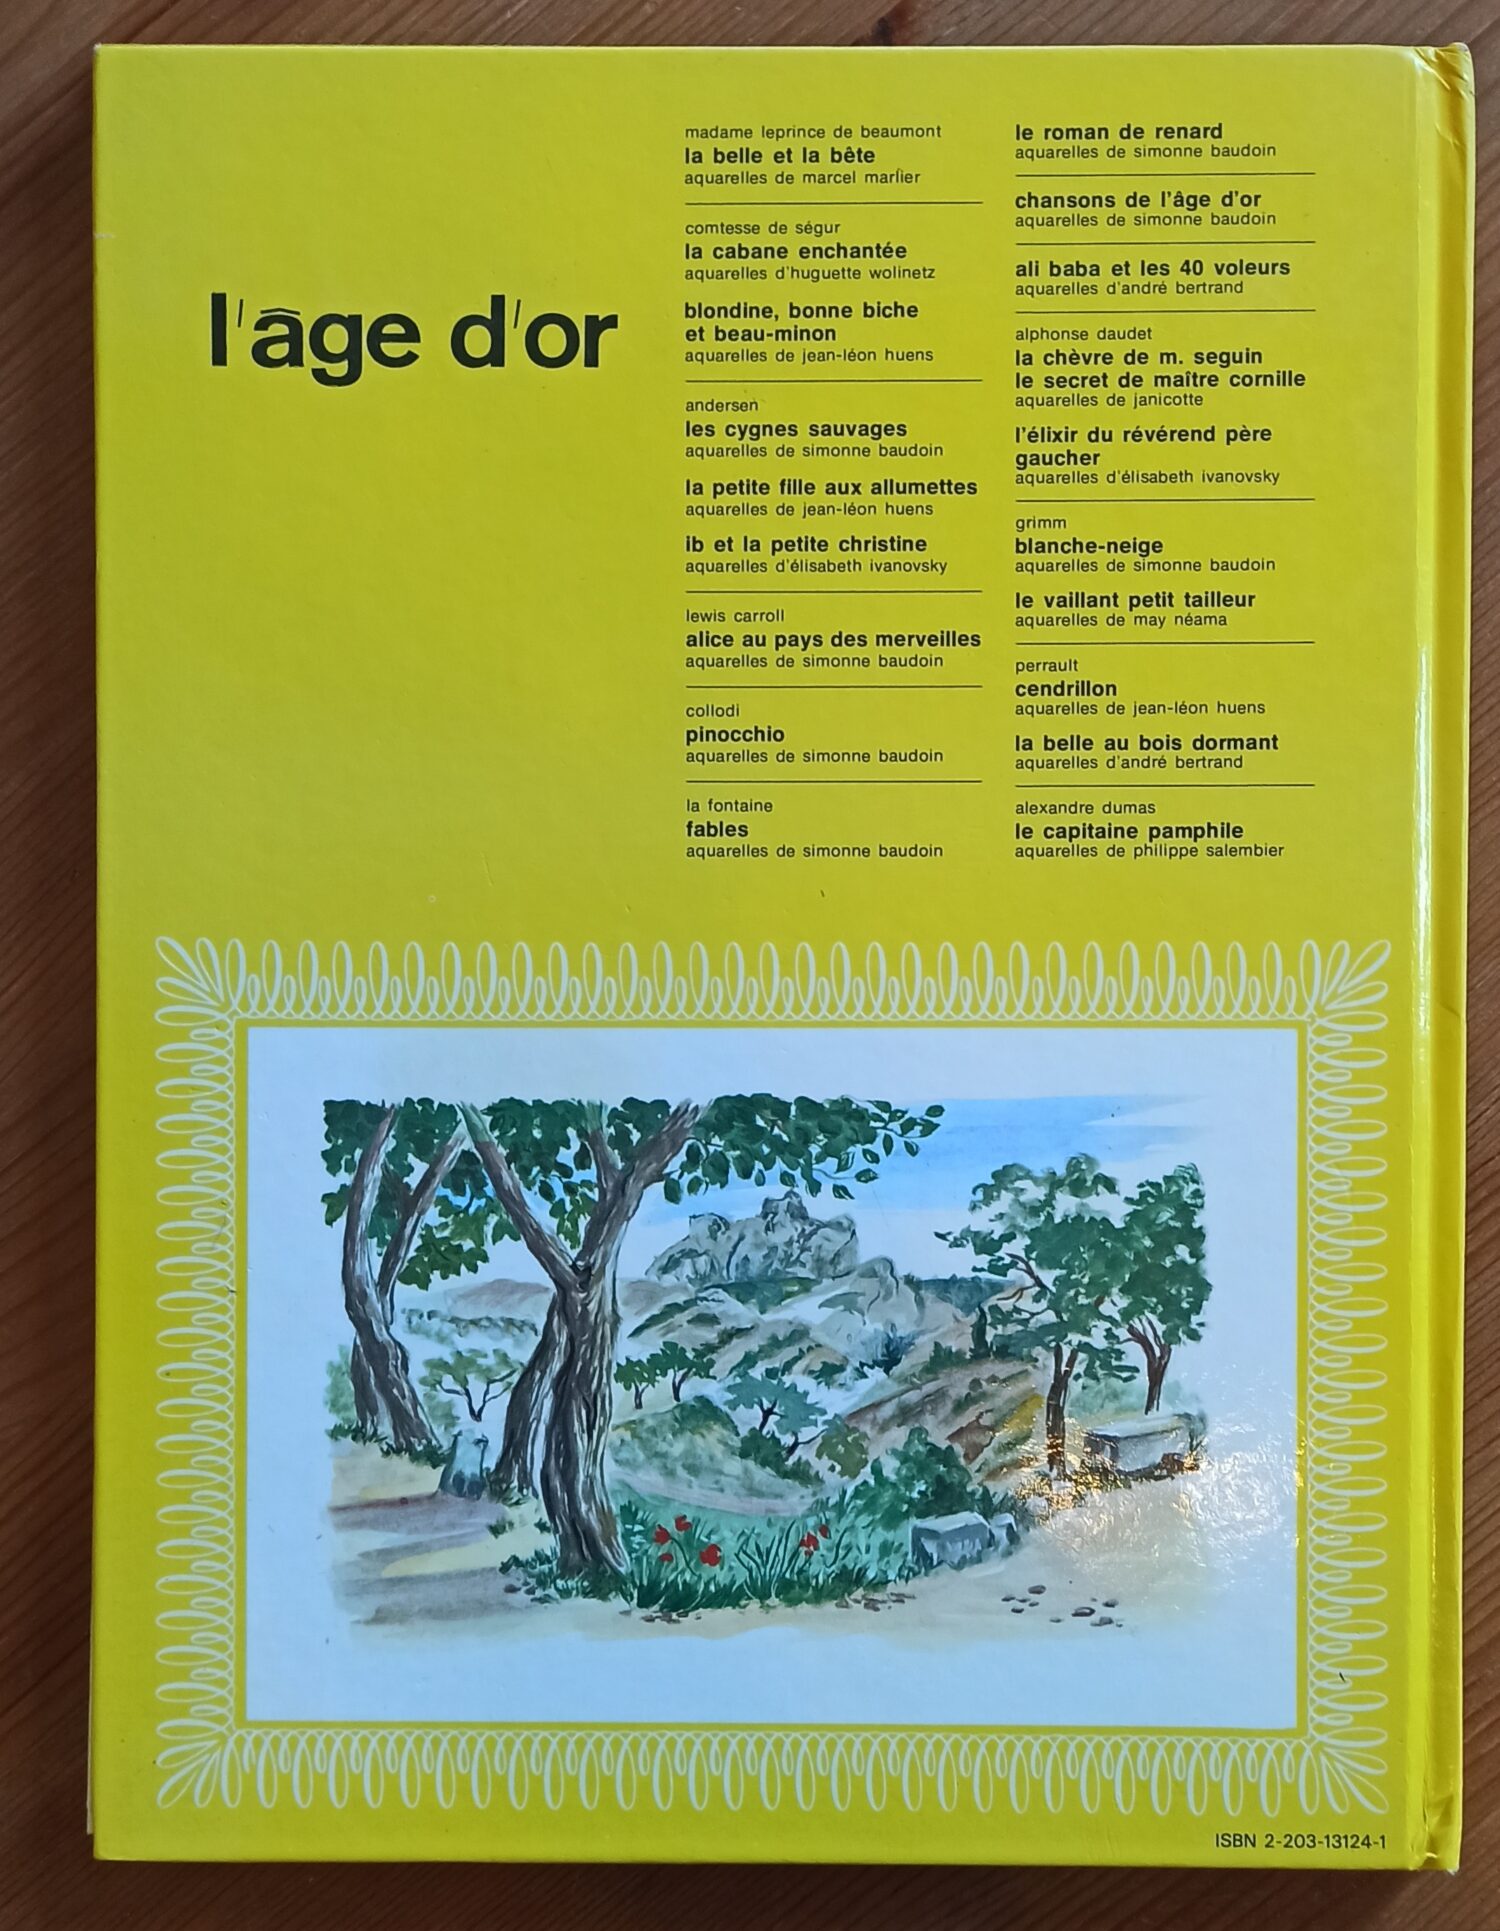 l'âge d'or
madame leprince de beaumont
la belle et la bête
aquarelles de marcel marlier
comtesse de ségur
la cabane enchantée
aquarelles d'huguette wolinetz
blondine, bonne biche
et beau-minon
aquarelles de jean-léon huens
andersen
les cygnes sauvages
aquarelles de simonne baudoin
la petite fille aux allumettes
aquarelles de jean-léon huens
ib et la petite christine
aquarelles d'élisabeth ivanovsky
lewis carroll
alice au pays des merveilles
aquarelles de simonne baudoin
collodi
pinocchio
aquarelles de simonne baudoin
la fontaine
fables
aquarelles de simonne baudoin
le roman de renard
aquarelles de simonne baudoin
chansons de l'âge d'or
aquarelles de simonne baudoin
ali baba et les 40 voleurs
aquarelles d'andré bertrand
alphonse daudet
la chèvre de m. seguin
le secret de maître cornille
aquarelles de janicotte
l'élixir du révérend père
gaucher
aquarelles d'élisabeth ivanovsky
grimm
blanche-neige
aquarelles de simonne baudoin
le vaillant petit tailleur
aquarelles de may néama
perrault
cendrillon
aquarelles de jean-léon huens
la belle au bois dormant
aquarelles d'andré bertrand
alexandre dumas
le capitaine pamphile
aquarelles de philippe salembier
ISBN 2-203-13124-1